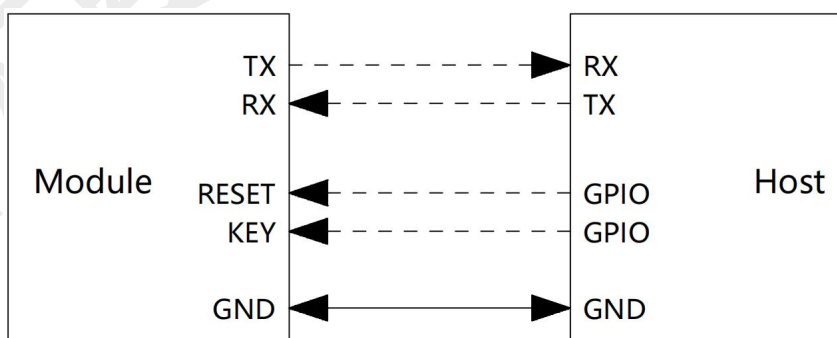 TX RX
RX TX
Module RESET GPIO Host
KEY GPIO
GND GND